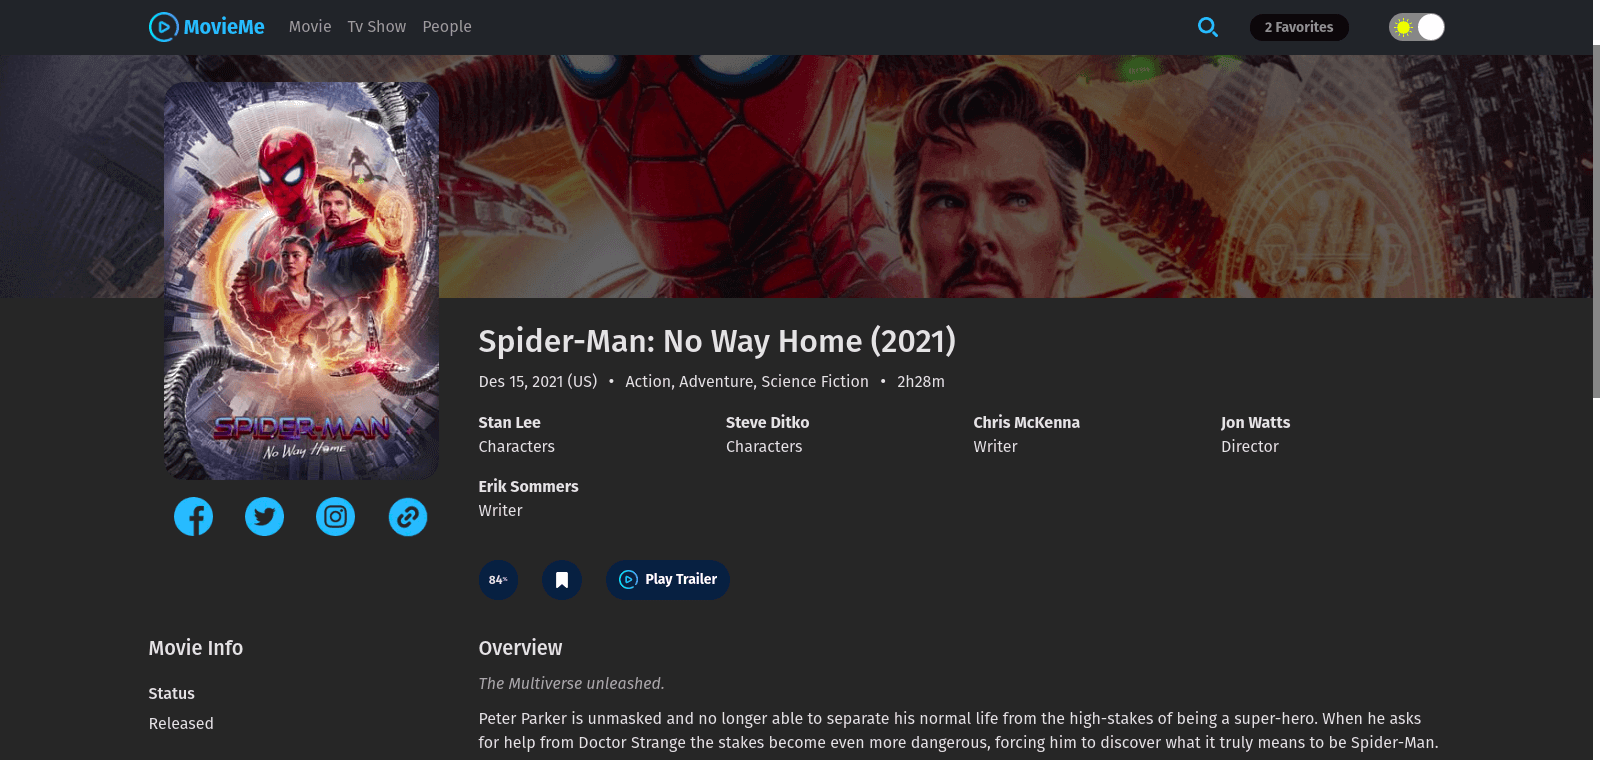 MovieMe Movie Tv Show People 2 Favorites
SPIDER-MAN
No Way Home
Spider-Man: No Way Home (2021)
Des 15, 2021 (US) • Action, Adventure, Science Fiction • 2h28m
Stan Lee Steve Ditko Chris McKenna Jon Watts
Characters Characters Writer Director
Erik Sommers
Writer
84% Play Trailer
Movie Info
Status
Released
Overview
The Multiverse unleashed.
Peter Parker is unmasked and no longer able to separate his normal life from the high-stakes of being a super-hero. When he asks
for help from Doctor Strange the stakes become even more dangerous, forcing him to discover what it truly means to be Spider-Man.